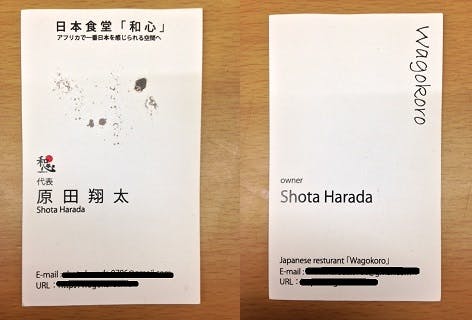 日本食堂「和心」
アフリカで一番日本を感じられる空間へ
和心
代表
原田翔太
Shota Harada
E-mail :
URL :
Wagokoro
owner
Shota Harada
Japanese resturant「Wagokoro」
E-mail :
URL :